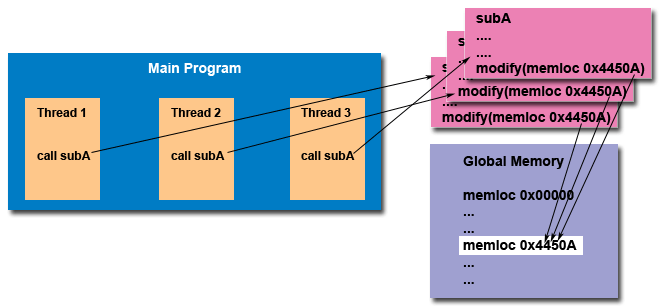 Main Program
Thread 1
call subA
Thread 2
call subA
Thread 3
call subA
subA
....
....
modify(memloc 0x4450A)
s
modify(memloc 0x4450A)
s
....
modify(memloc 0x4450A)
Global Memory
memloc 0x00000
...
...
memloc 0x4450A
...
...